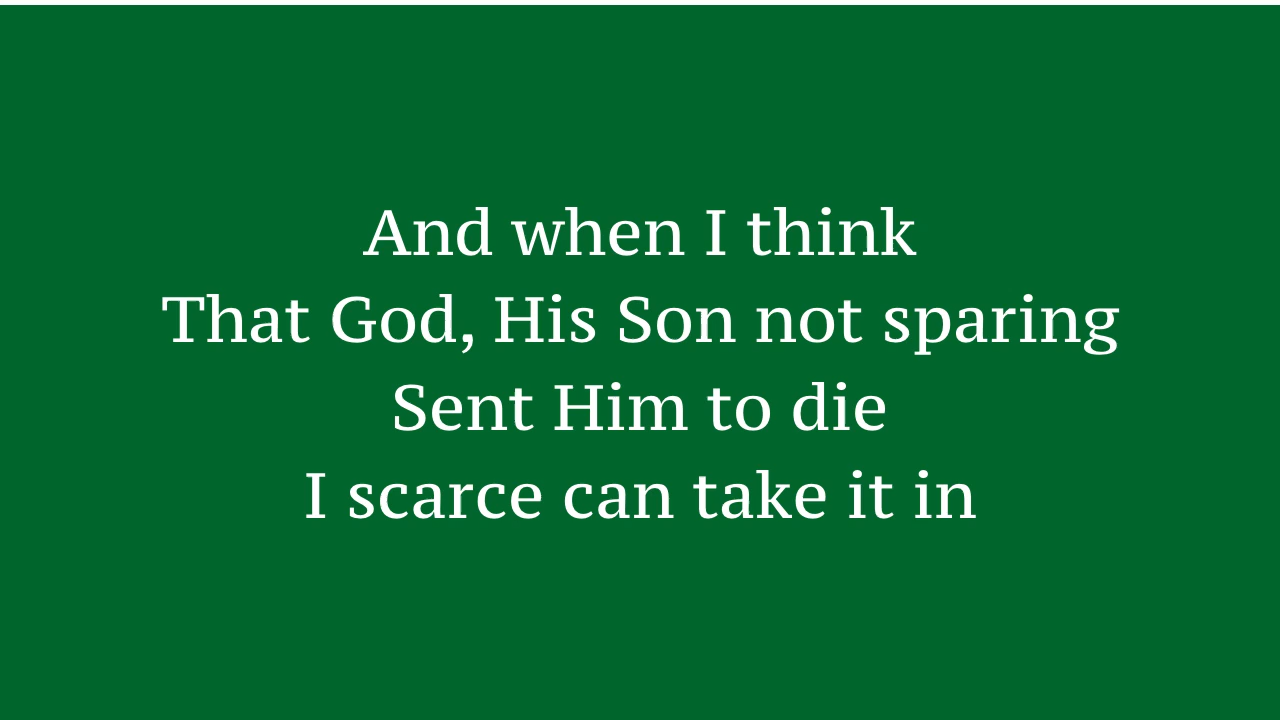 And when I think
That God, His Son not sparing
Sent Him to die
I scarce can take it in